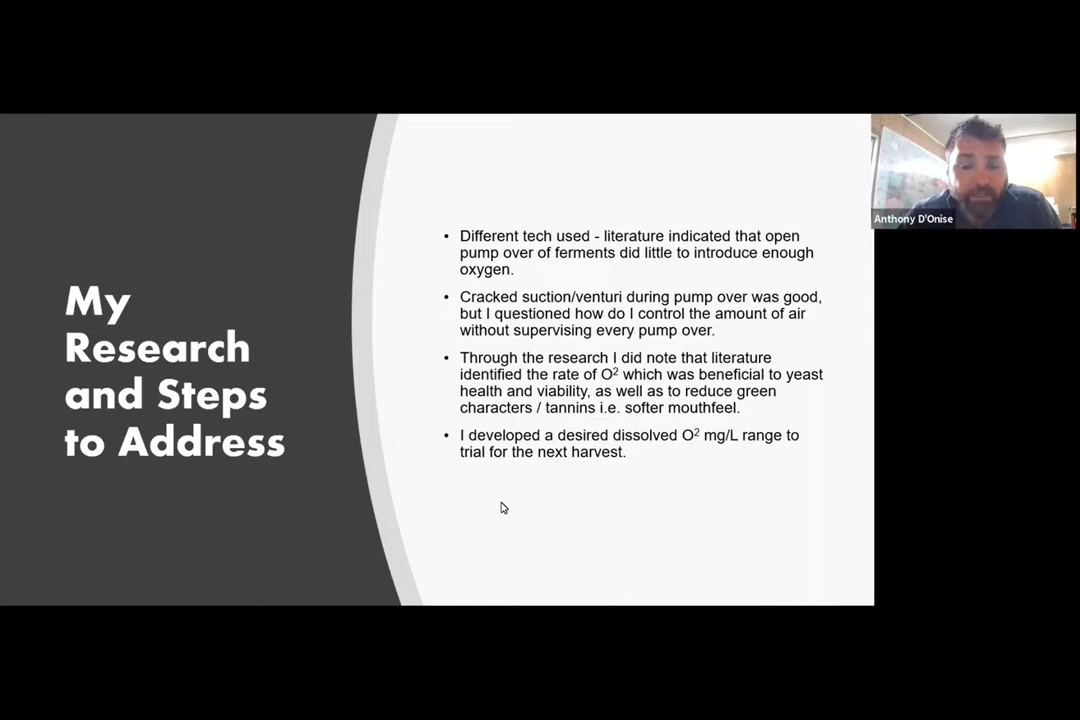 My
Research
and Steps
to Address
• Different tech used - literature indicated that open
pump over of ferments did little to introduce enough
oxygen.
• Cracked suction/venturi during pump over was good,
but I questioned how do I control the amount of air
without supervising every pump over.
• Through the research I did note that literature
identified the rate of O² which was beneficial to yeast
health and viability, as well as to reduce green
characters / tannins i.e. softer mouthfeel.
• I developed a desired dissolved O² mg/L range to
trial for the next harvest.
Anthony D'Onise